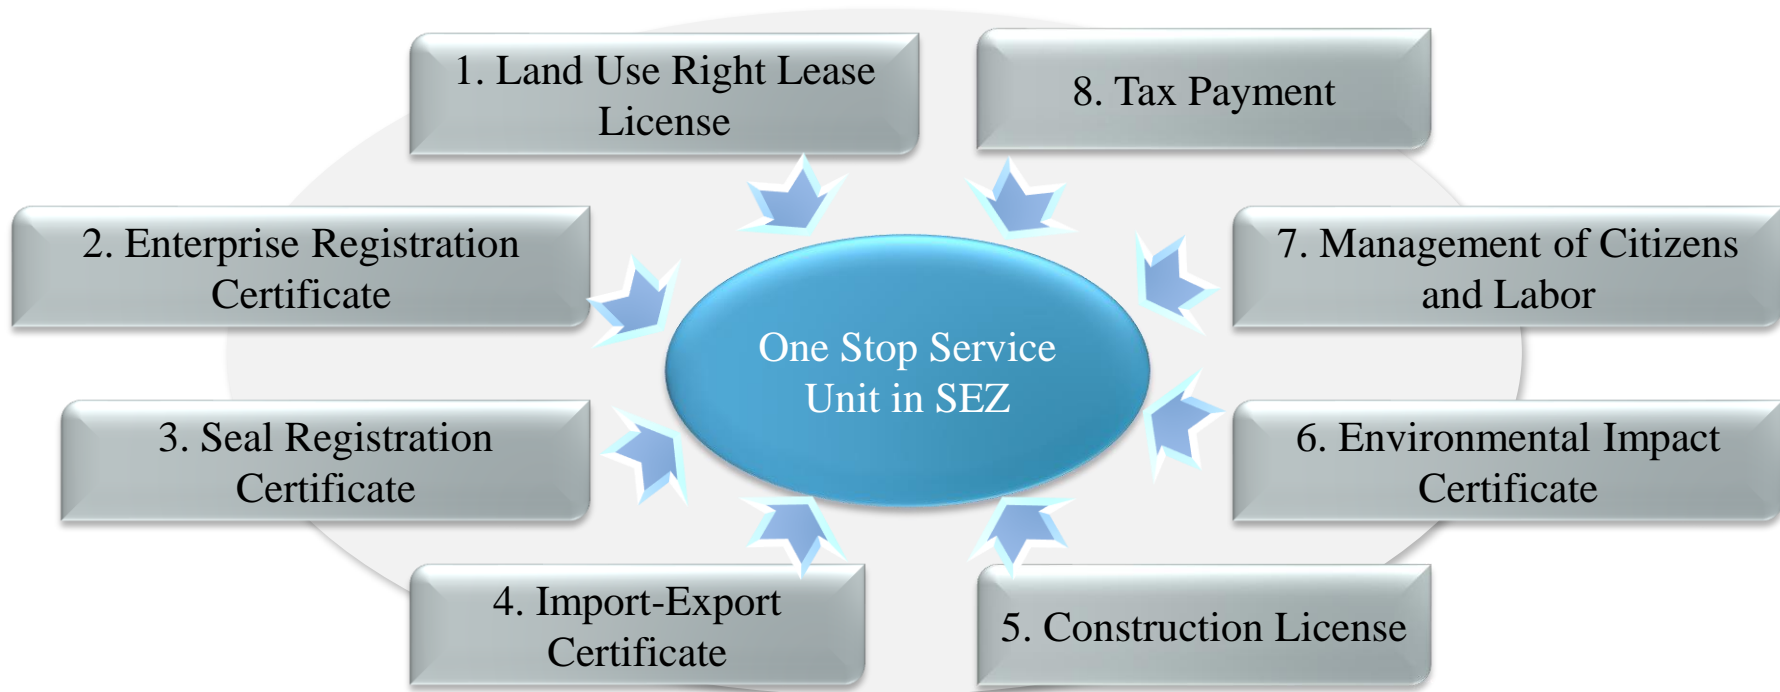 1. Land Use Right Lease
License
8. Tax Payment
2. Enterprise Registration
Certificate
7. Management of Citizens
and Labor
One Stop Service
Unit in SEZ
3. Seal Registration
Certificate
6. Environmental Impact
Certificate
4. Import-Export
Certificate
5. Construction License